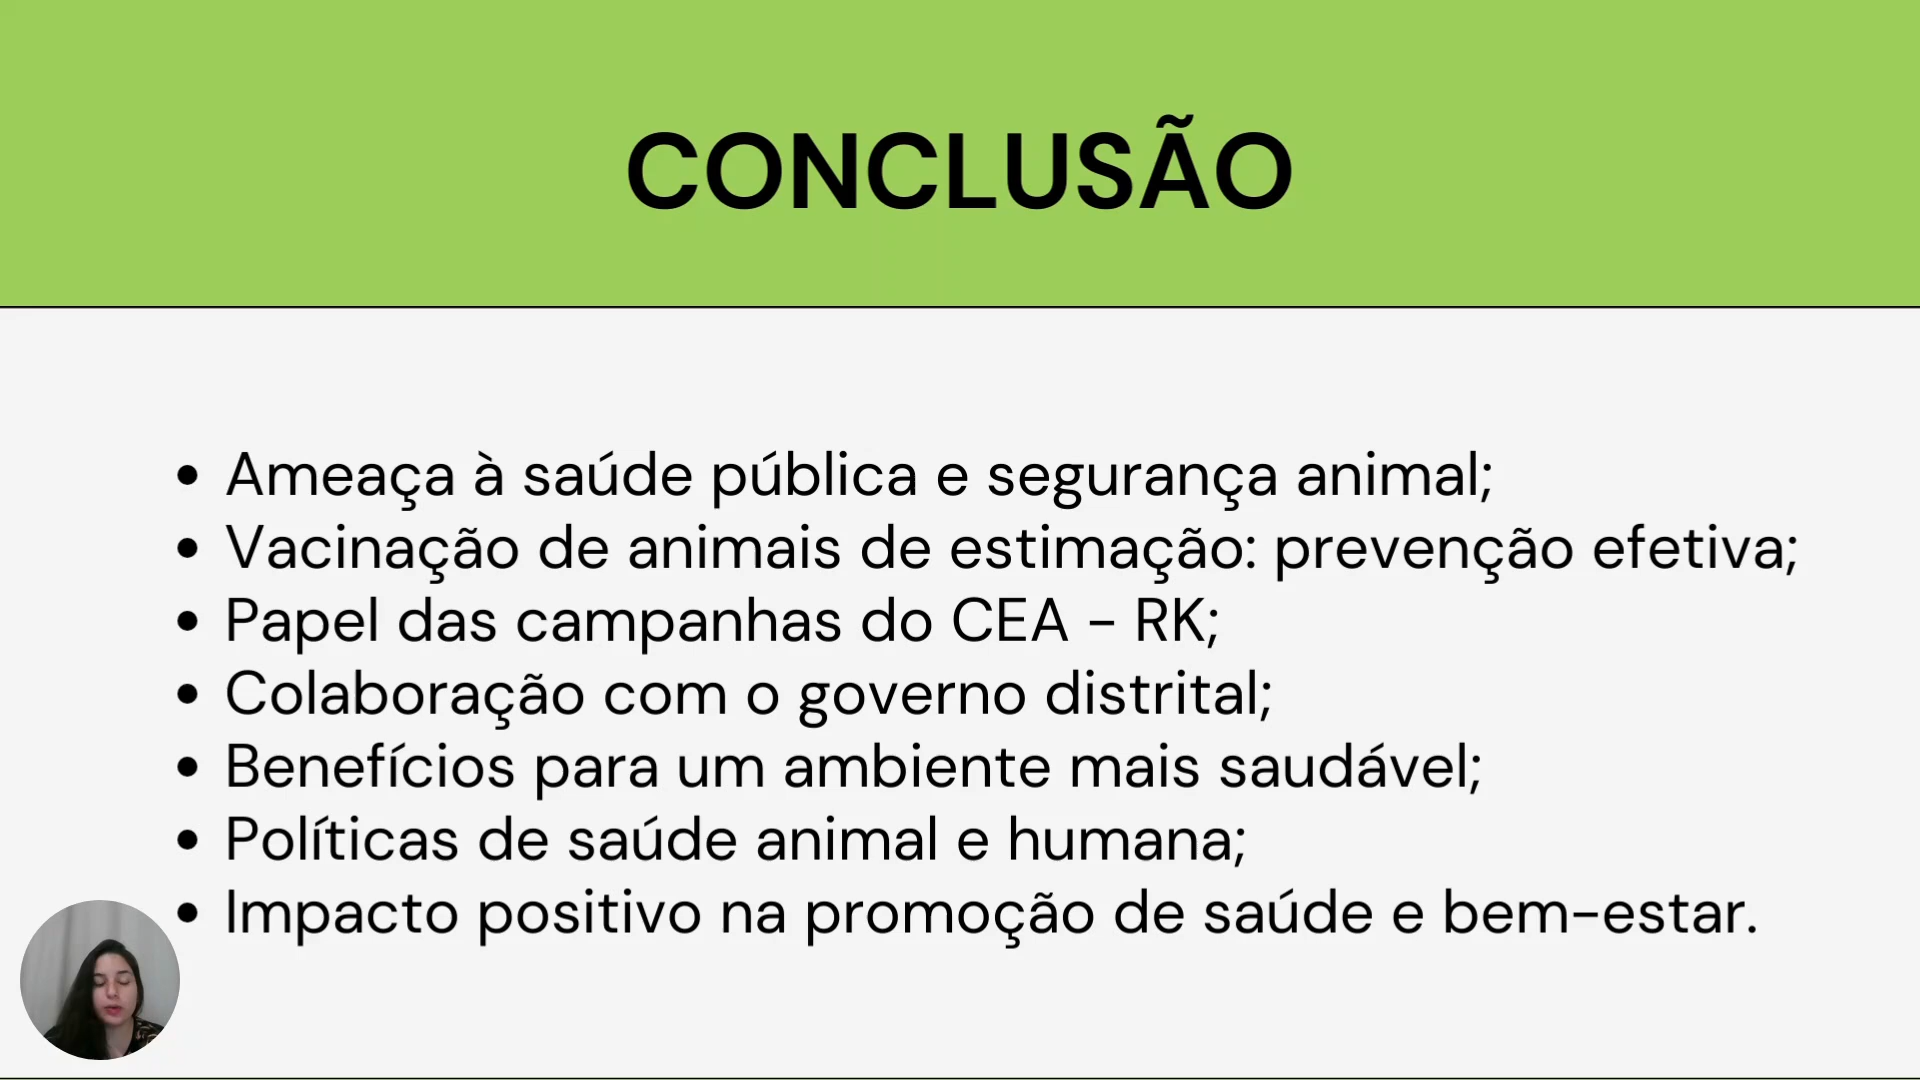 CONCLUSÃO
• Ameaça à saúde pública e segurança animal;
• Vacinação de animais de estimação: prevenção efetiva;
• Papel das campanhas do CEA - RK;
• Colaboração com o governo distrital;
• Benefícios para um ambiente mais saudável;
• Políticas de saúde animal e humana;
• Impacto positivo na promoção de saúde e bem-estar.